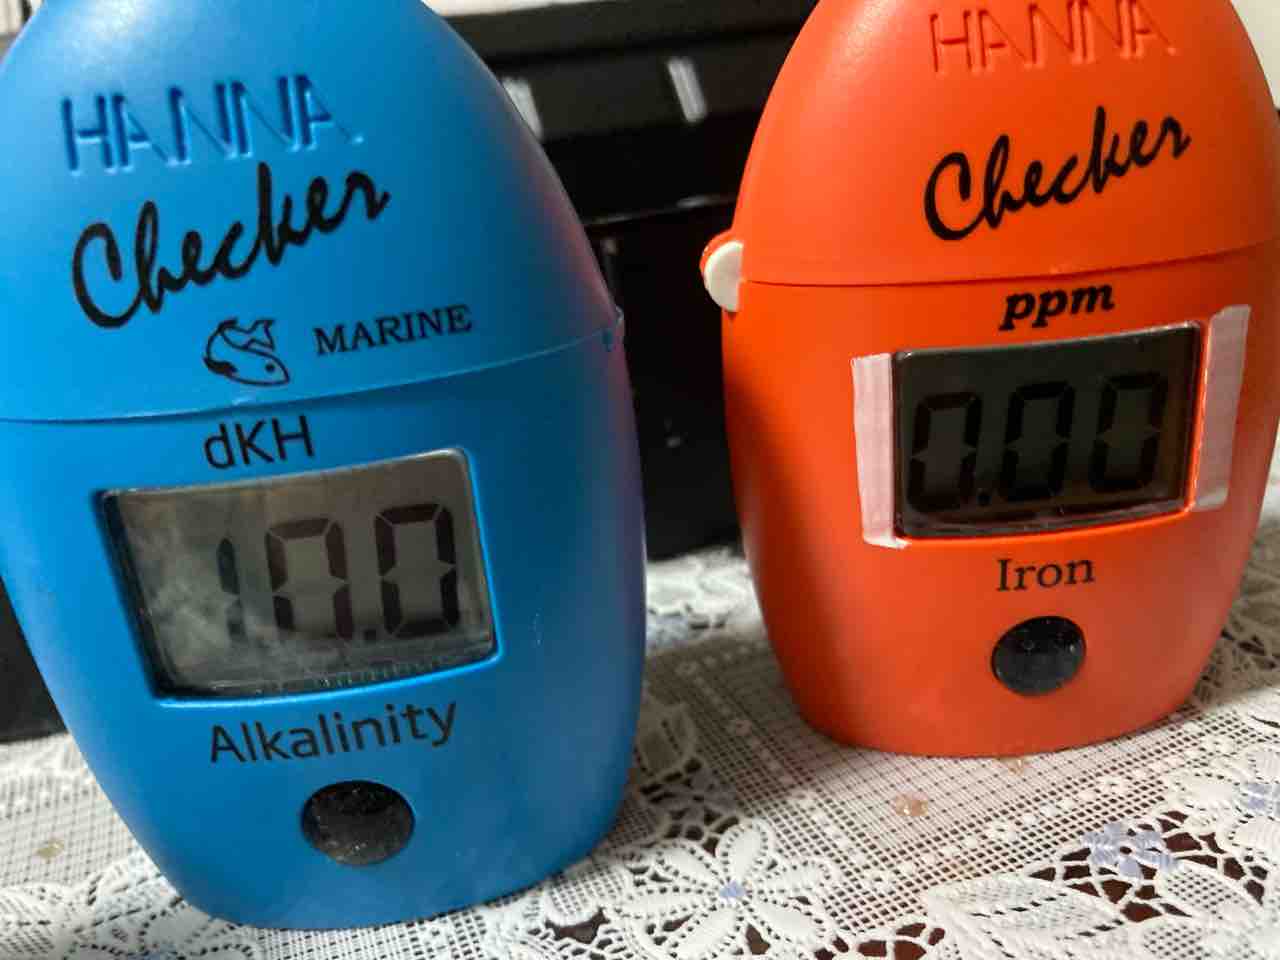 HANNA
Checker
MARINE
dKH
10.0
Alkalinity
HANNA
Checker
ppm
0.00
Iron